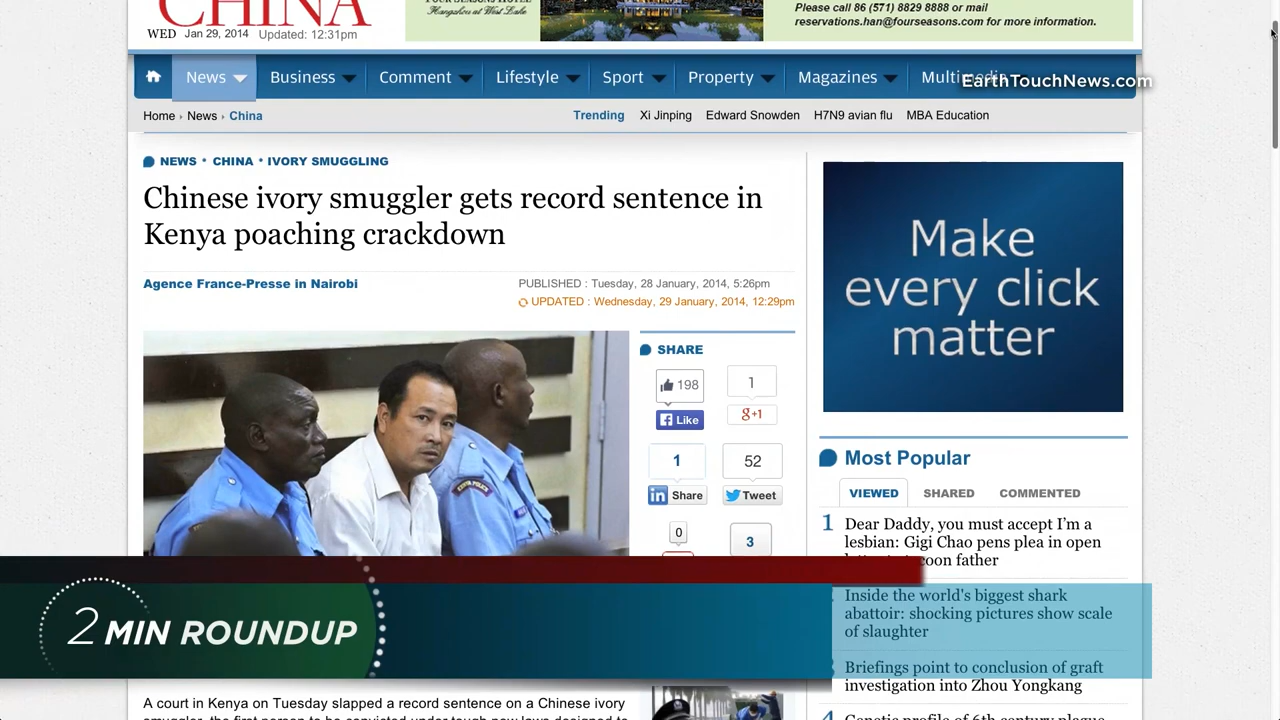 CHINA
WED Jan 29, 2014 Updated: 12:31pm
Hangzhou at West Lake
Please call 86 (571) 8829 8888 or mail
reservations.han@fourseasons.com for more information.
News Business Comment Lifestyle Sport Property Magazines
EarthTouchNews.com
Home › News › China
Trending Xi Jinping Edward Snowden H7N9 avian flu MBA Education
NEWS • CHINA • IVORY SMUGGLING
Chinese ivory smuggler gets record sentence in
Kenya poaching crackdown
Agence France-Presse in Nairobi
PUBLISHED : Tuesday, 28 January, 2014, 5:26pm
UPDATED : Wednesday, 29 January, 2014, 12:29pm
KENYA POLICE
SHARE
198
1
Like
g+1
1
52
in Share
Tweet
0
3
Make
every click
matter
Most Popular
VIEWED SHARED COMMENTED
1 Dear Daddy, you must accept I'm a
lesbian: Gigi Chao pens plea in open
father
Inside the world's biggest shark
abattoir: shocking pictures show scale
of slaughter
Briefings point to conclusion of graft
investigation into Zhou Yongkang
2 MIN ROUNDUP
A court in Kenya on Tuesday slapped a record sentence on a Chinese ivory